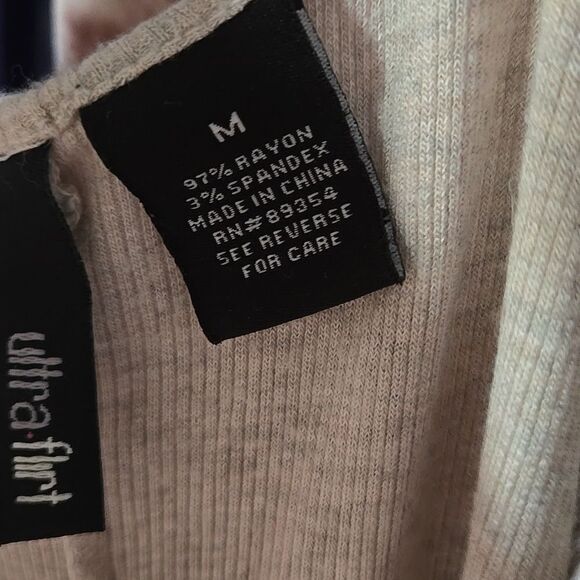 M
97% RAYON
3% SPANDEX
MADE IN CHINA
RN#89354
SEE REVERSE
FOR CARE
ultra·flirt